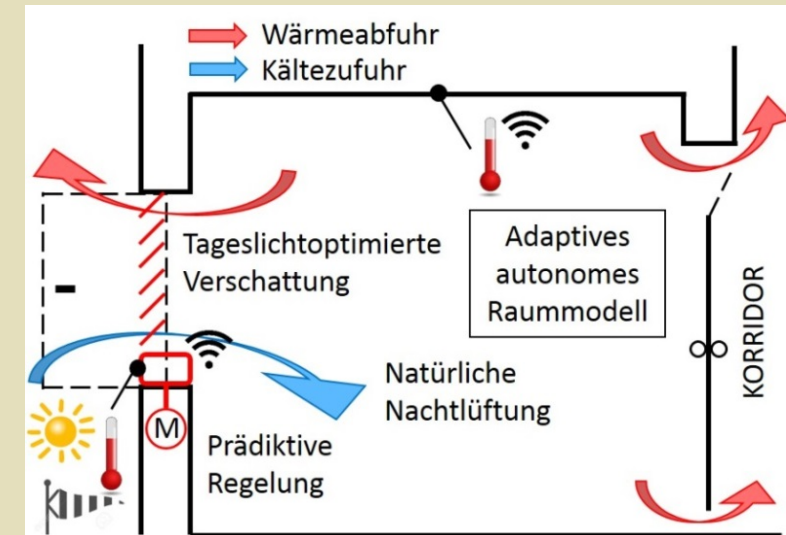 Wärmeabfuhr
Kältezufuhr
Tageslichtoptimierte
Verschattung
Adaptives
autonomes
Raummodell
KORRIDOR
Natürliche
Nachtlüftung
M
Prädiktive
Regelung